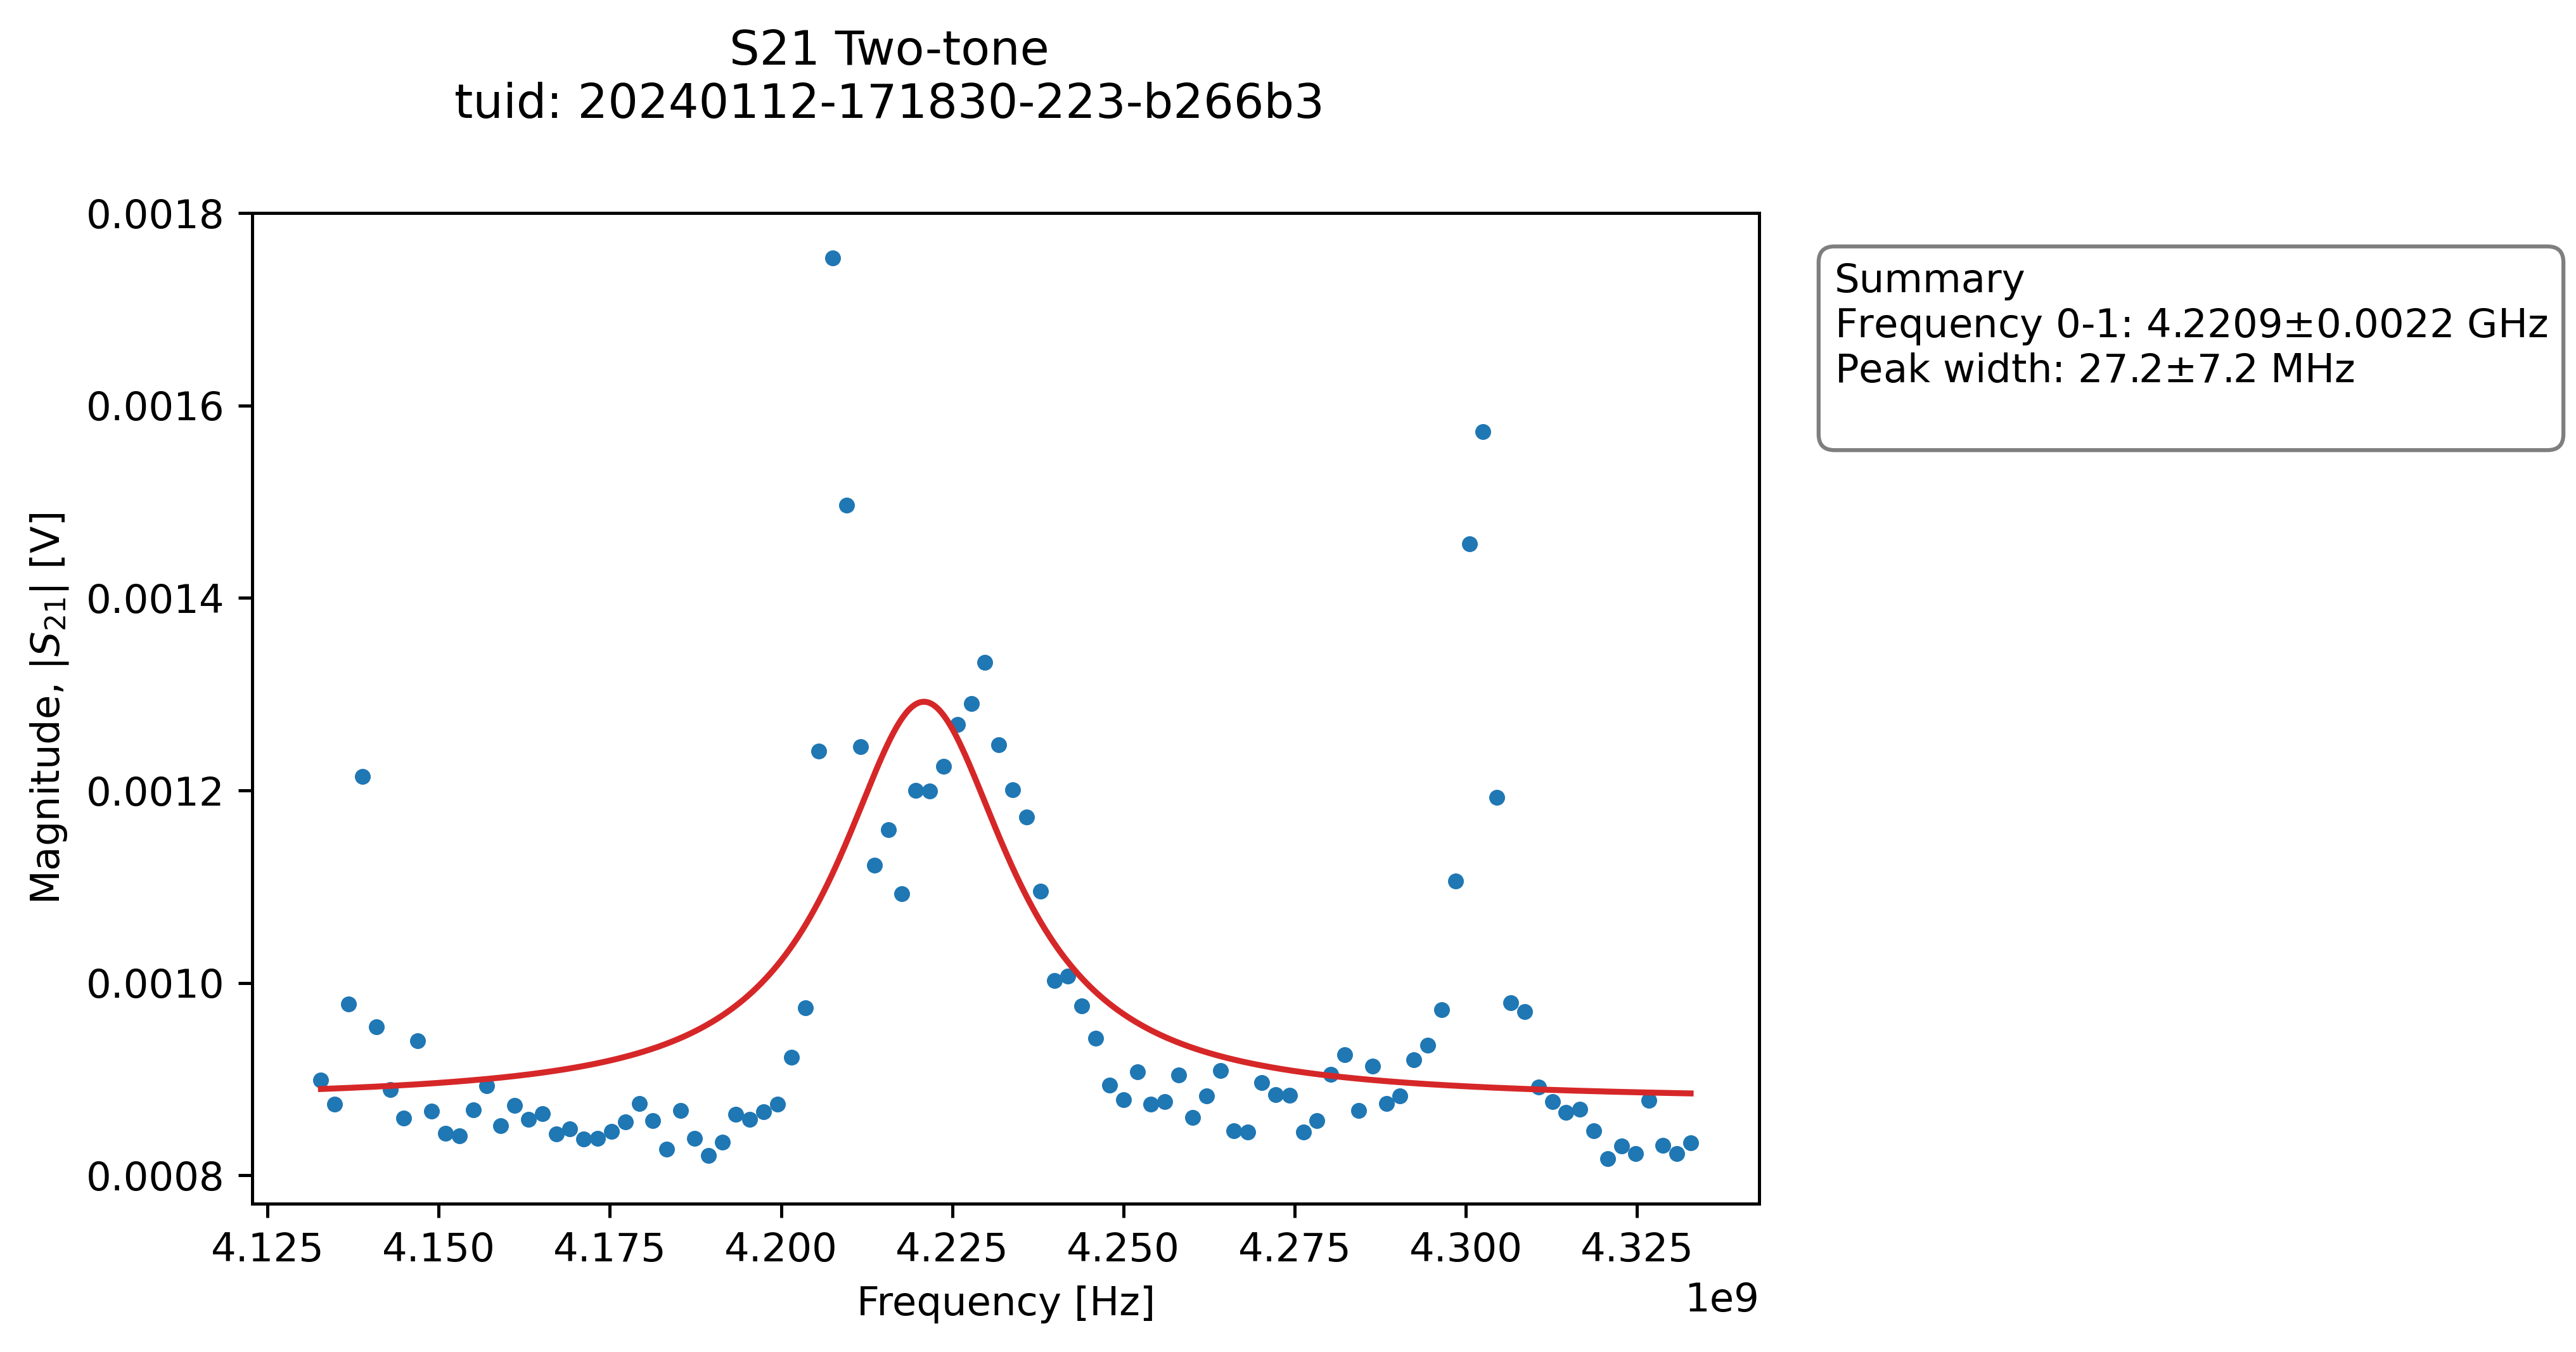 S21 Two-tone
tuid: 20240112-171830-223-b266b3
Magnitude, |S21| [V]
0.0018
0.0016
0.0014
0.0012
0.0010
0.0008
4.125 4.150 4.175 4.200 4.225 4.250 4.275 4.300 4.325
Frequency [Hz]
1e9
Summary
Frequency 0-1: 4.2209±0.0022 GHz
Peak width: 27.2±7.2 MHz